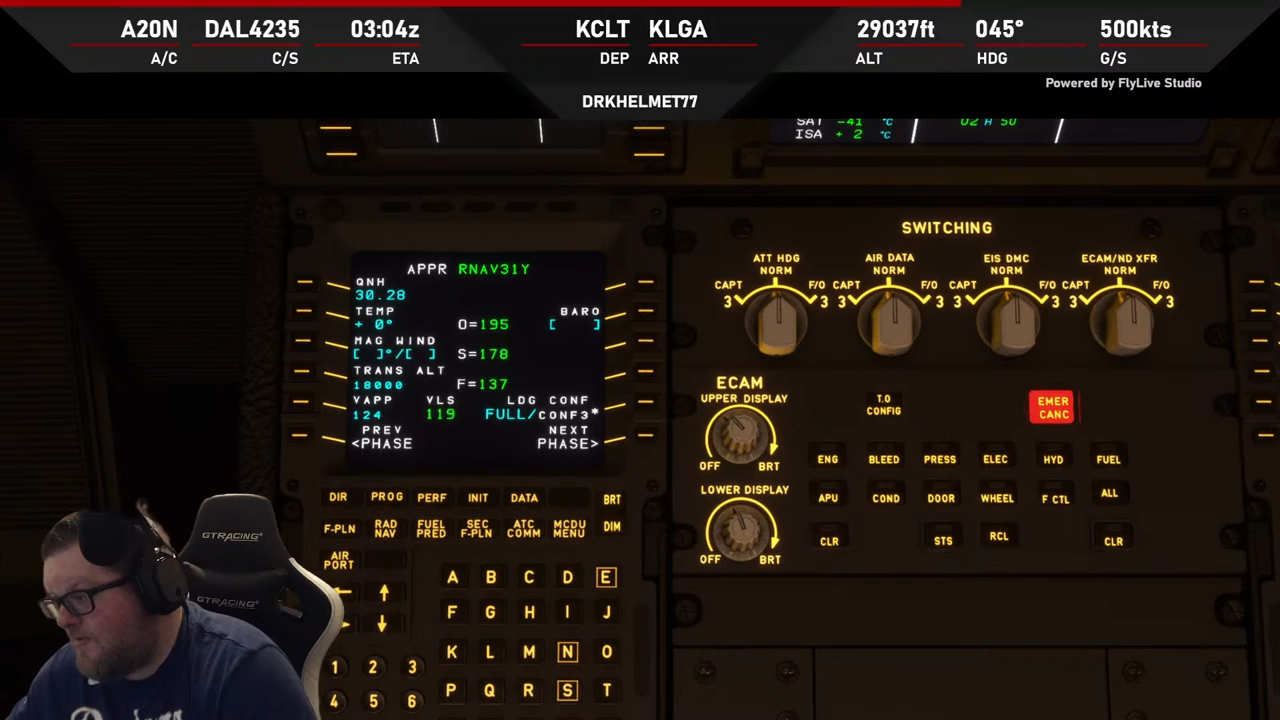 A20N DAL4235 03:04z KCLT KLGA 29037ft 045° 500kts
A/C C/S ETA DEP ARR ALT HDG G/S
Powered by FlyLive Studio
DRKHELMET77
SAT -41 °C 02 H 50
ISA + 2 °C
SWITCHING
ATT HDG AIR DATA EIS DMC ECAM/ND XFR
NORM NORM NORM NORM
CAPT F/O CAPT F/O CAPT F/O CAPT F/O
3 3 3 3 3 3 3 3
APPR RNAV31Y
QNH
30.28
TEMP BARO
+ 0° O=195 [ ]
MAG WIND
[ ]°/[ ] S=178
TRANS ALT
18000 F=137
VAPP VLS LDG CONF
124 119 FULL/CONF3*
PREV NEXT
<PHASE PHASE>
ECAM
UPPER DISPLAY
OFF BRT
LOWER DISPLAY
OFF BRT
T.O
CONFIG
EMER
CANC
ENG BLEED PRESS ELEC HYD FUEL
APU COND DOOR WHEEL F CTL ALL
CLR STS RCL CLR
DIR PROG PERF INIT DATA BRT
F-PLN RAD NAV FUEL PRED SEC F-PLN ATC COMM MCDU MENU DIM
AIR PORT
A B C D E
F G H I J
K L M N O
P Q R S T
1 2 3
4 5 6
GTRACING
GTRACING